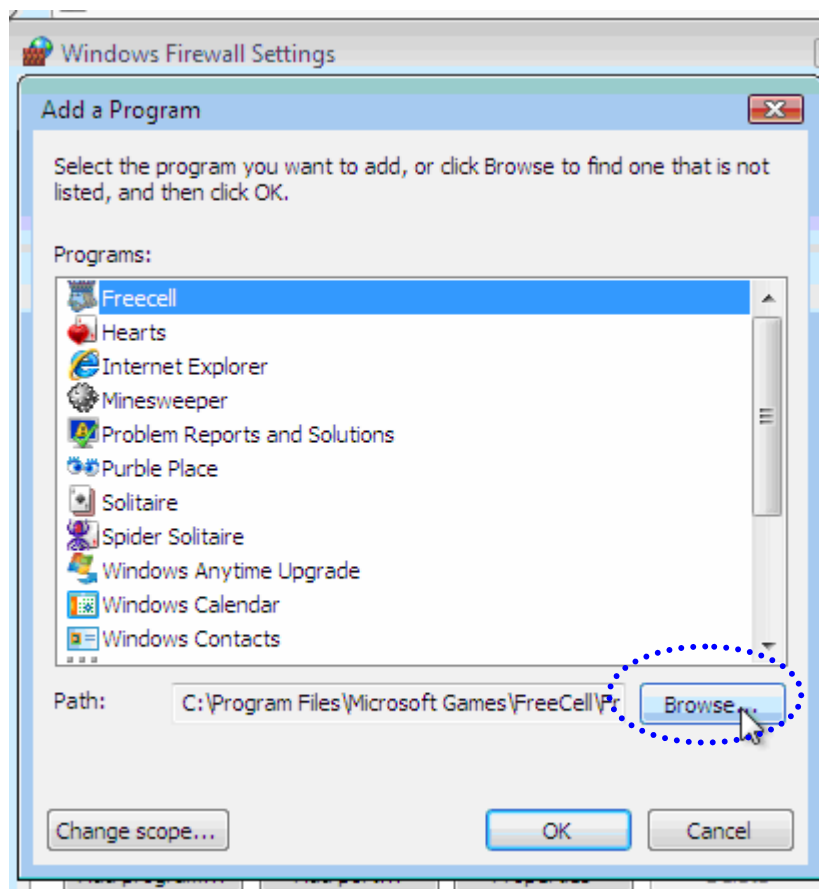 Windows Firewall Settings
Add a Program
Select the program you want to add, or click Browse to find one that is not
listed, and then click OK.
Programs:
Freecell
Hearts
Internet Explorer
Minesweeper
Problem Reports and Solutions
Purble Place
Solitaire
Spider Solitaire
Windows Anytime Upgrade
Windows Calendar
Windows Contacts
Path: C:\Program Files\Microsoft Games\FreeCell\Fr Browse...
Change scope... OK Cancel